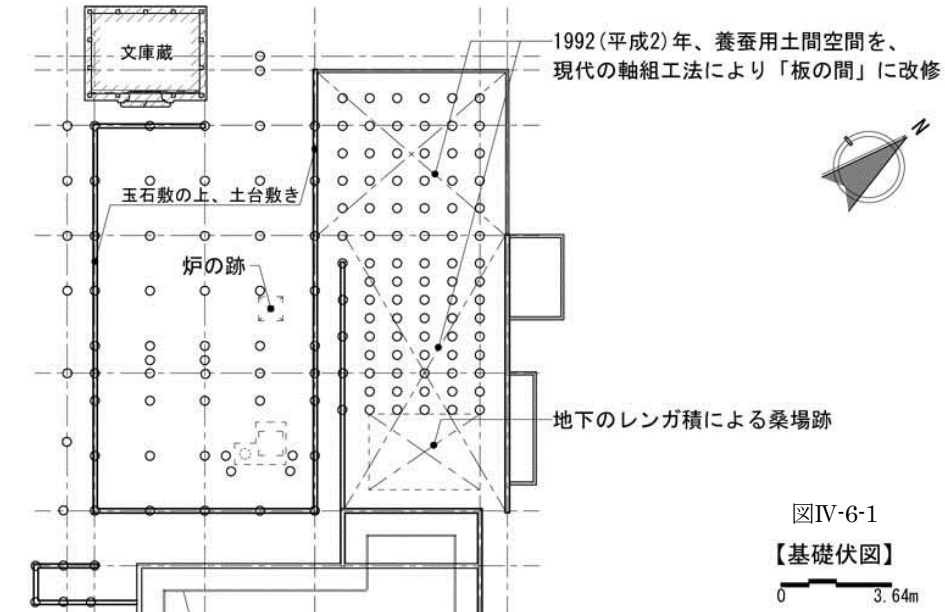 文庫蔵
1992(平成2)年、養蚕用土間空間を、
現代の軸組工法により「板の間」に改修
N
玉石敷の上、土台敷き
炉の跡
地下のレンガ積による桑場跡
図Ⅳ-6-1
【基礎伏図】
0 3.64m